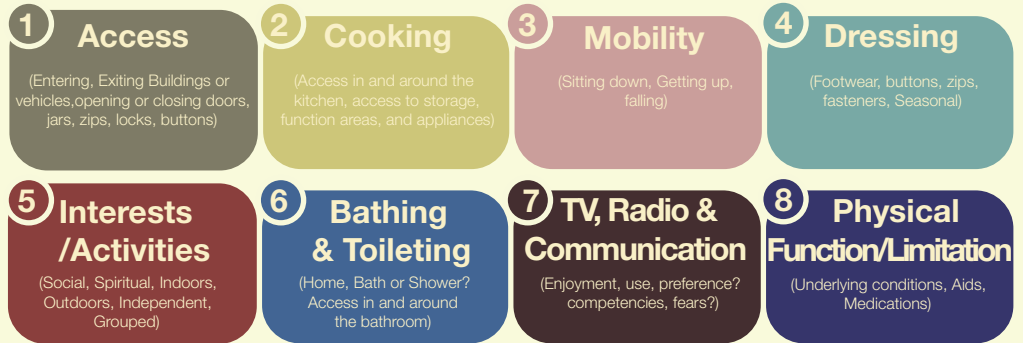 1
Access
(Entering, Exiting Buildings or
vehicles,opening or closing doors,
jars, zips, locks, buttons)
2
Cooking
(Access in and around the
kitchen, access to storage,
function areas, and appliances)
3
Mobility
(Sitting down, Getting up,
falling)
4
Dressing
(Footwear, buttons, zips,
fasteners, Seasonal)
5
Interests
/Activities
(Social, Spiritual, Indoors,
Outdoors, Independent,
Grouped)
6
Bathing
& Toileting
(Home, Bath or Shower?
Access in and around
the bathroom)
7
TV, Radio &
Communication
(Enjoyment, use, preference?
competencies, fears?)
8
Physical
Function/Limitation
(Underlying conditions, Aids,
Medications)